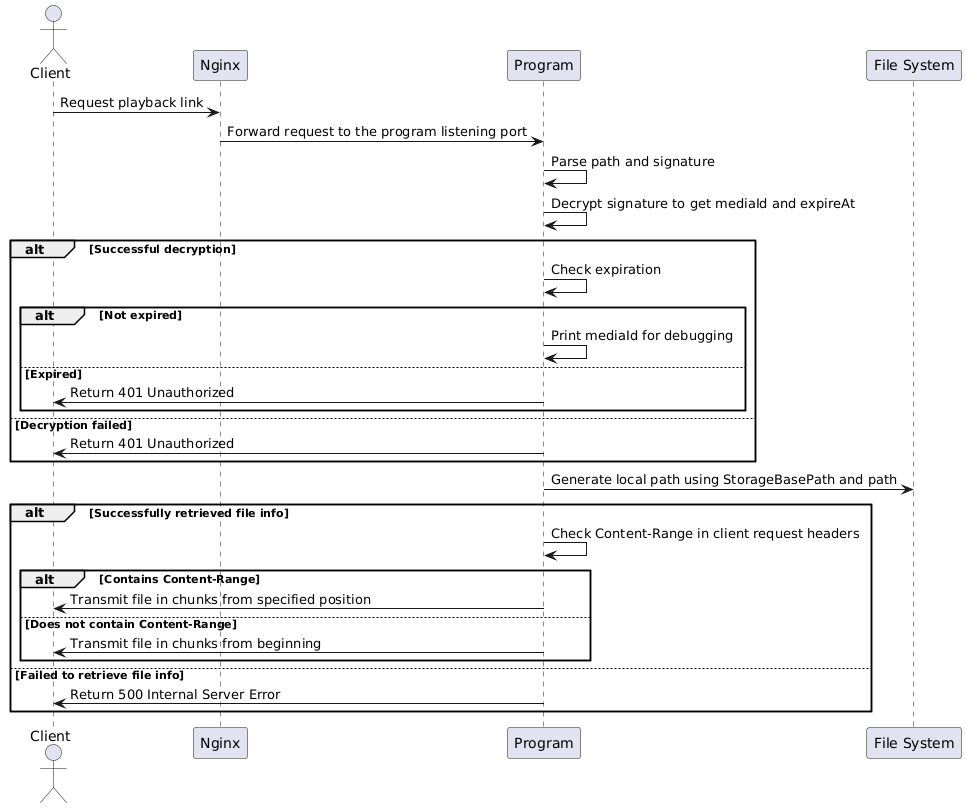 Client
Nginx
Program
File System
Request playback link
Forward request to the program listening port
Parse path and signature
Decrypt signature to get mediaId and expireAt
alt
[Successful decryption]
Check expiration
alt
[Not expired]
Print mediaId for debugging
[Expired]
Return 401 Unauthorized
[Decryption failed]
Return 401 Unauthorized
Generate local path using StorageBasePath and path
alt
[Successfully retrieved file info]
Check Content-Range in client request headers
alt
[Contains Content-Range]
Transmit file in chunks from specified position
[Does not contain Content-Range]
Transmit file in chunks from beginning
[Failed to retrieve file info]
Return 500 Internal Server Error
Client
Nginx
Program
File System